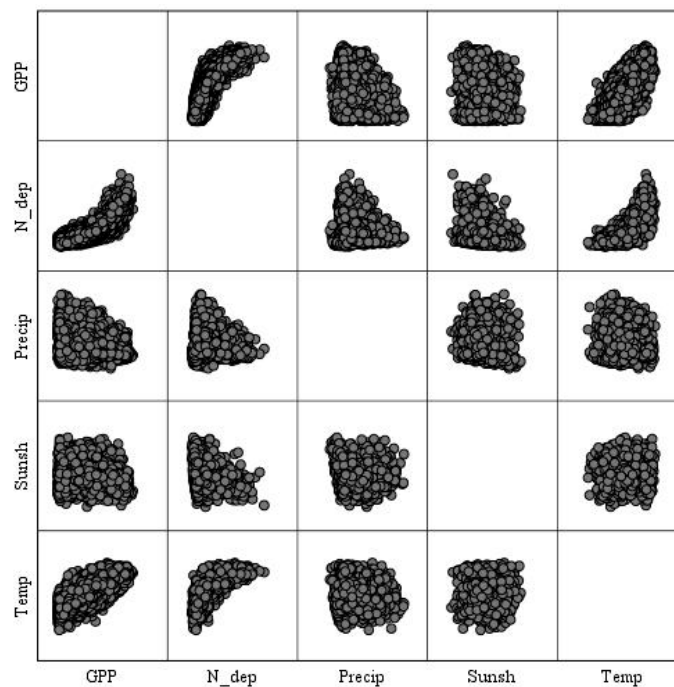 GPP
N_dep
Precip
Sunsh
Temp
GPP N_dep Precip Sunsh Temp